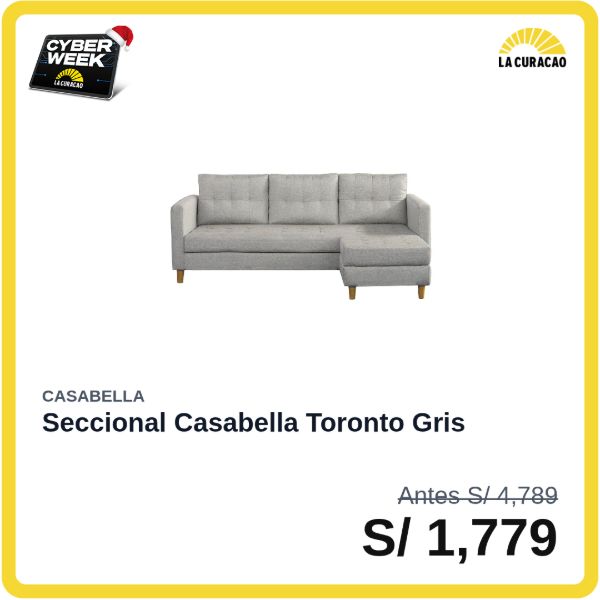 CYBER
WEEK
LA CURACAO
LA CURACAO
CASABELLA
Seccional Casabella Toronto Gris
Antes S/ 4,789
S/ 1,779